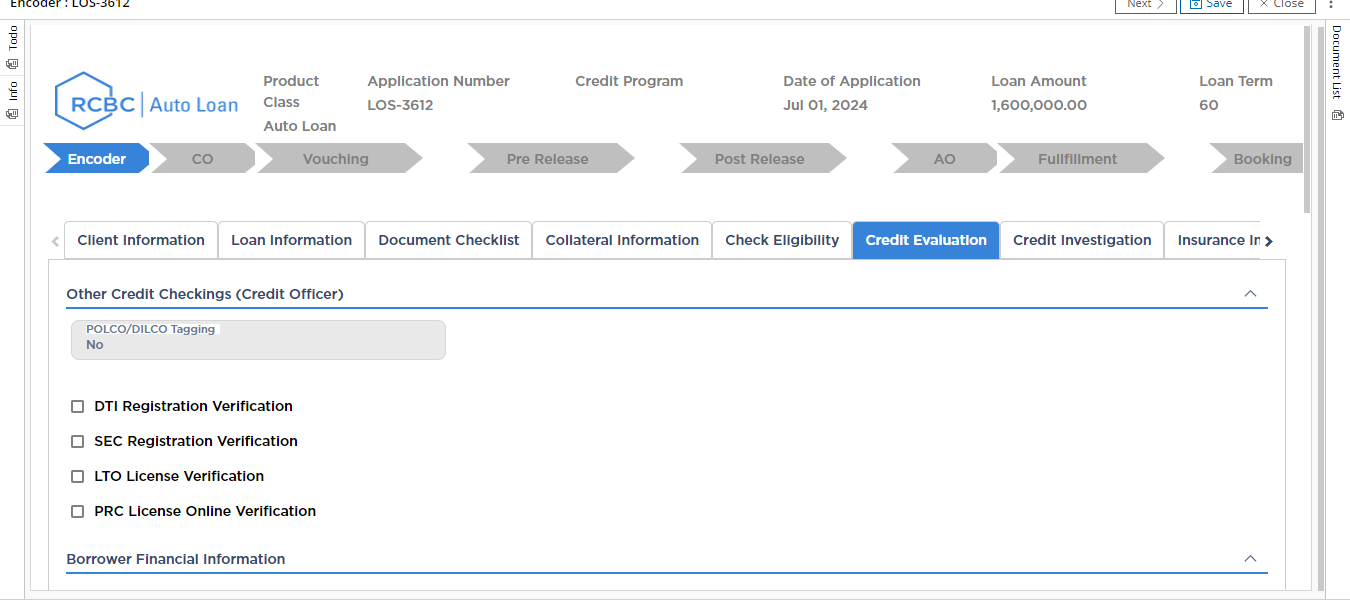 Encoder : LOS-3612
Next
Save
Close
Todo
Info
Document List
RCBC Auto Loan
Product Class
Auto Loan
Application Number
LOS-3612
Credit Program
Date of Application
Jul 01, 2024
Loan Amount
1,600,000.00
Loan Term
60
Encoder
CO
Vouching
Pre Release
Post Release
AO
Fullfillment
Booking
Client Information
Loan Information
Document Checklist
Collateral Information
Check Eligibility
Credit Evaluation
Credit Investigation
Insurance In
Other Credit Checkings (Credit Officer)
POLCO/DILCO Tagging
No
DTI Registration Verification
SEC Registration Verification
LTO License Verification
PRC License Online Verification
Borrower Financial Information